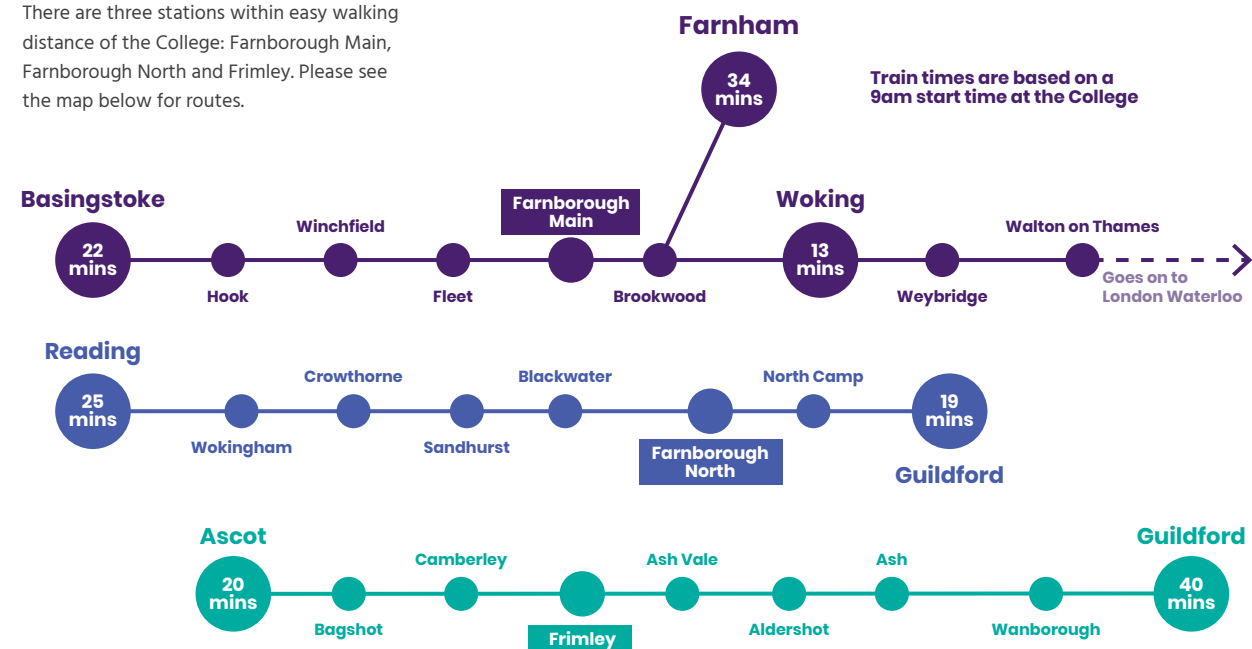 There are three stations within easy walking
distance of the College: Farnborough Main,
Farnborough North and Frimley. Please see
the map below for routes.
Farnham
34
mins
Train times are based on a
9am start time at the College
Basingstoke
22
mins
Hook
Winchfield
Fleet
Farnborough
Main
Brookwood
Woking
13
mins
Weybridge
Walton on Thames
Goes on to
London Waterloo
Reading
25
mins
Wokingham
Crowthorne
Sandhurst
Blackwater
Farnborough
North
North Camp
19
mins
Guildford
Ascot
20
mins
Bagshot
Camberley
Frimley
Ash Vale
Aldershot
Ash
Wanborough
Guildford
40
mins